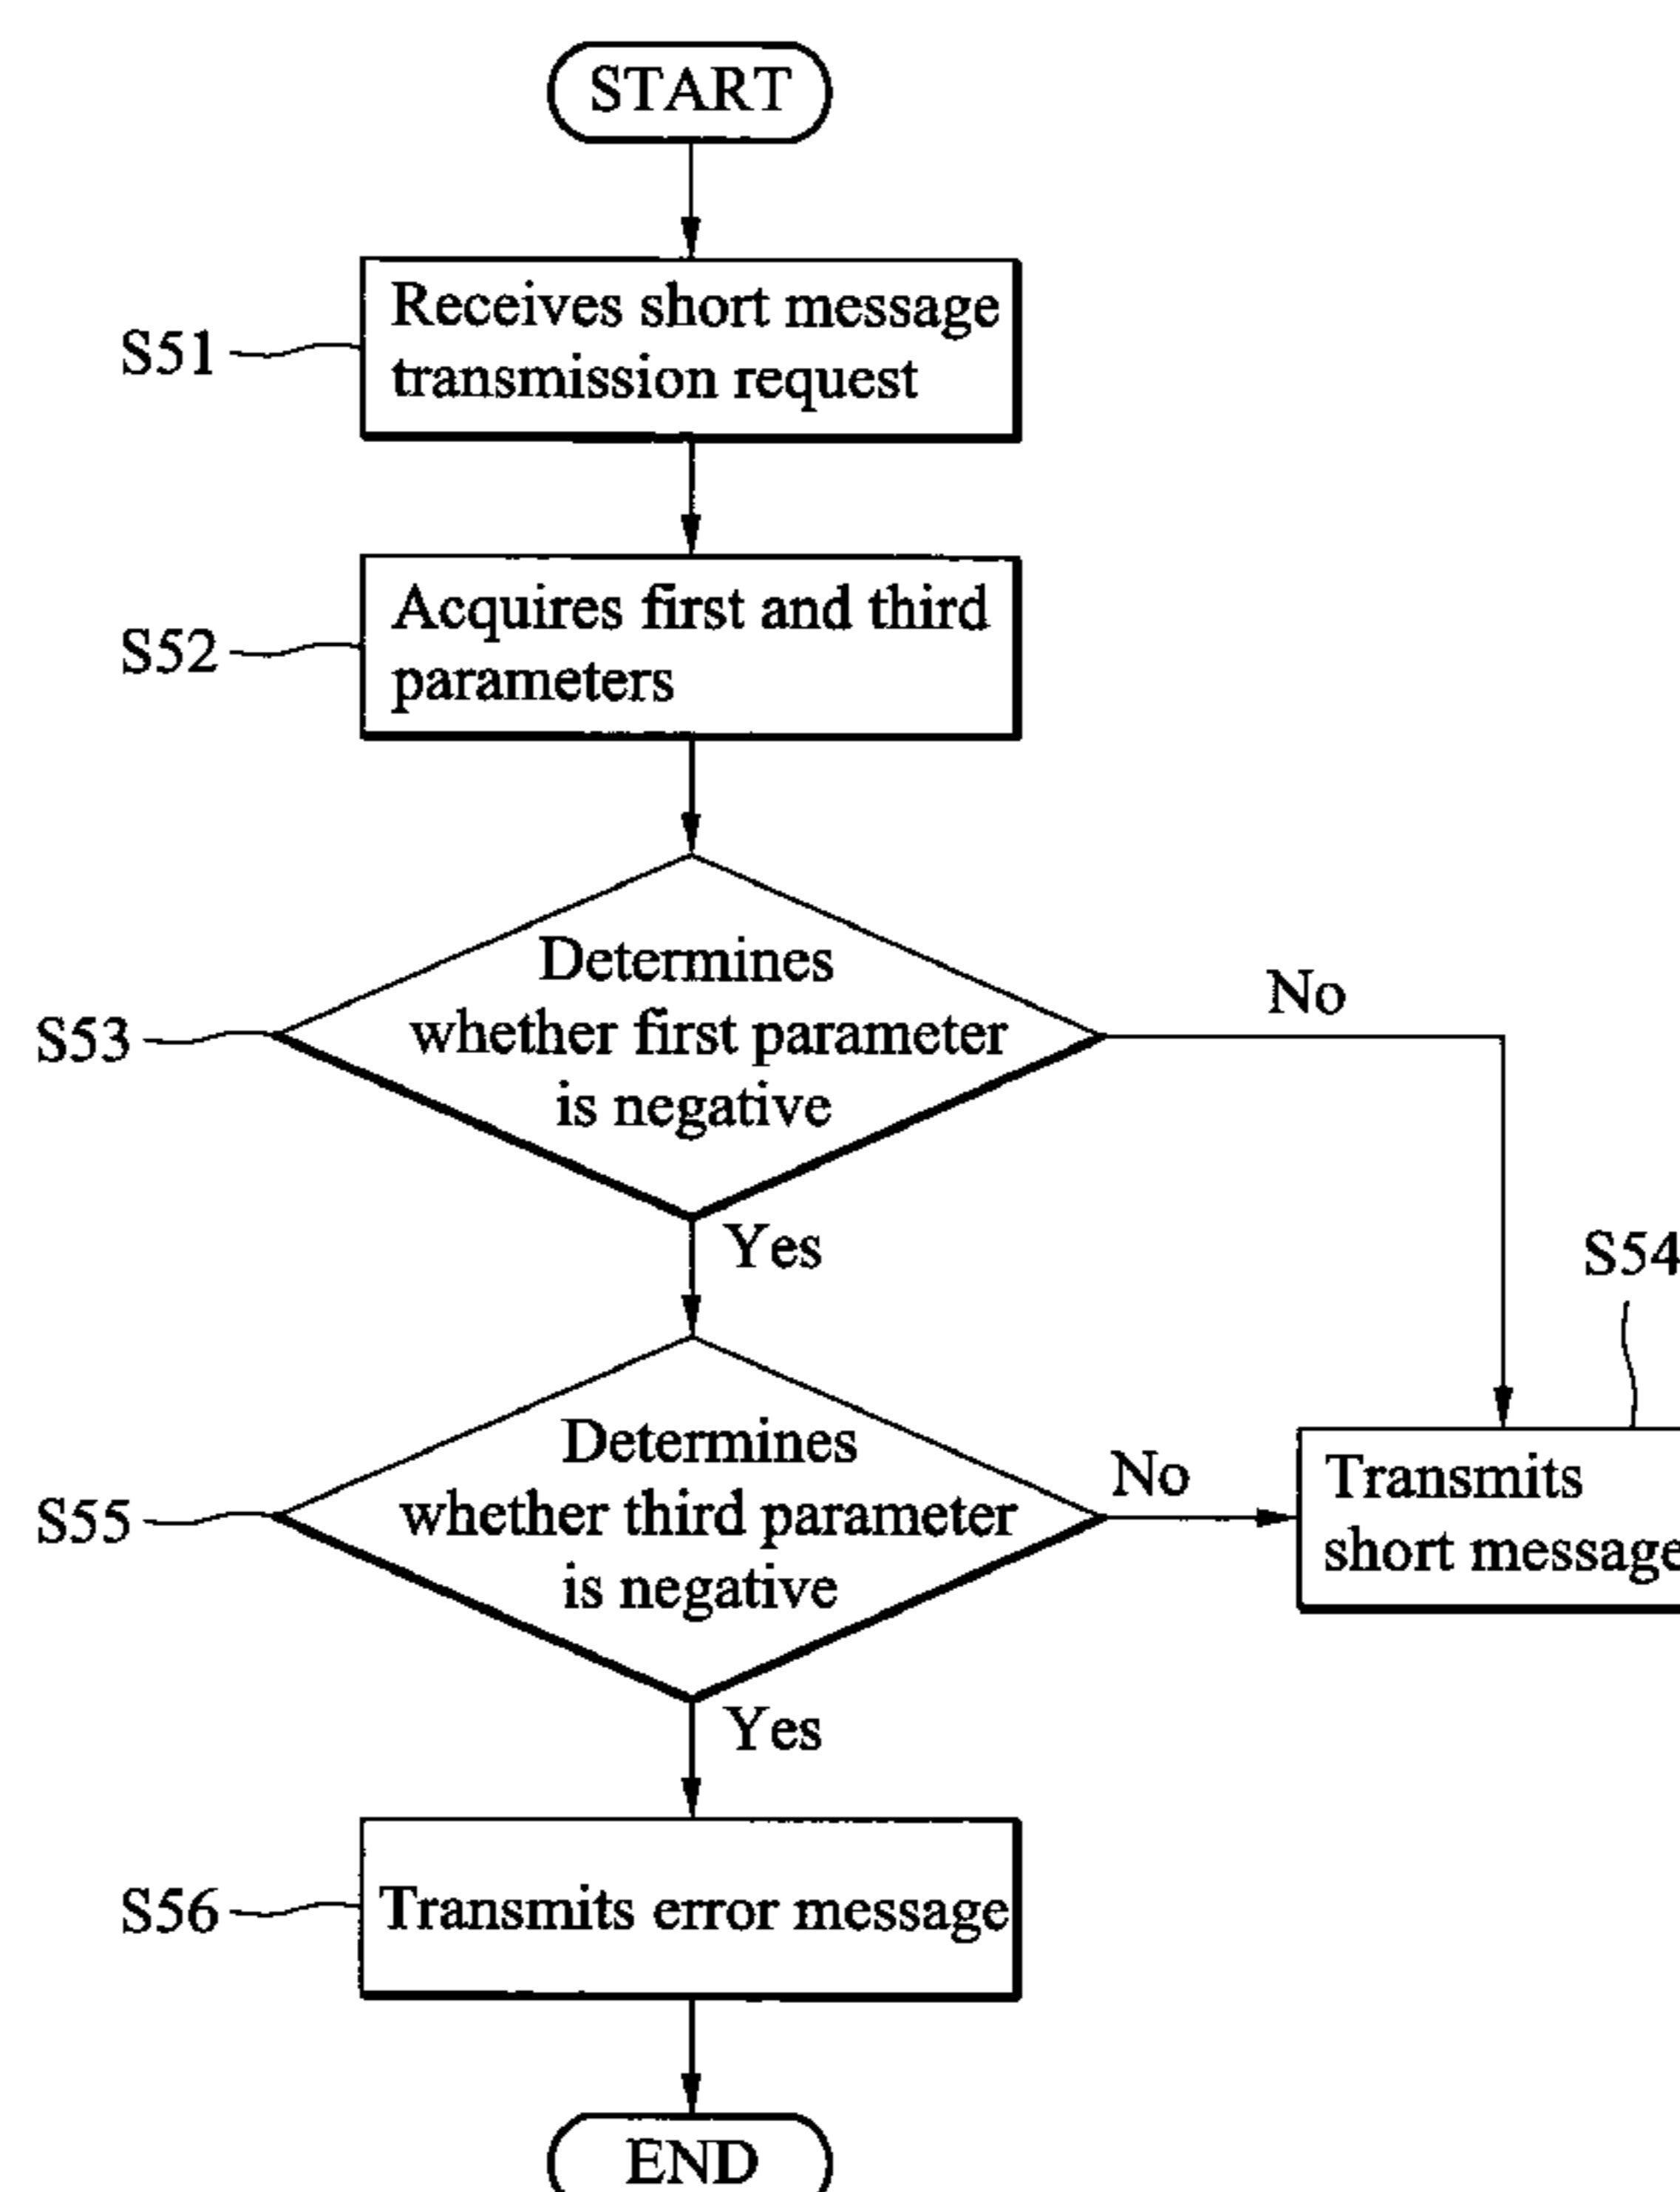 START
S51
Receives short message
transmission request
S52
Acquires first and third
parameters
S53
Determines
whether first parameter
is negative
No
Yes
S54
S55
Determines
whether third parameter
is negative
No
Transmits
short message
Yes
S56
Transmits error message
END